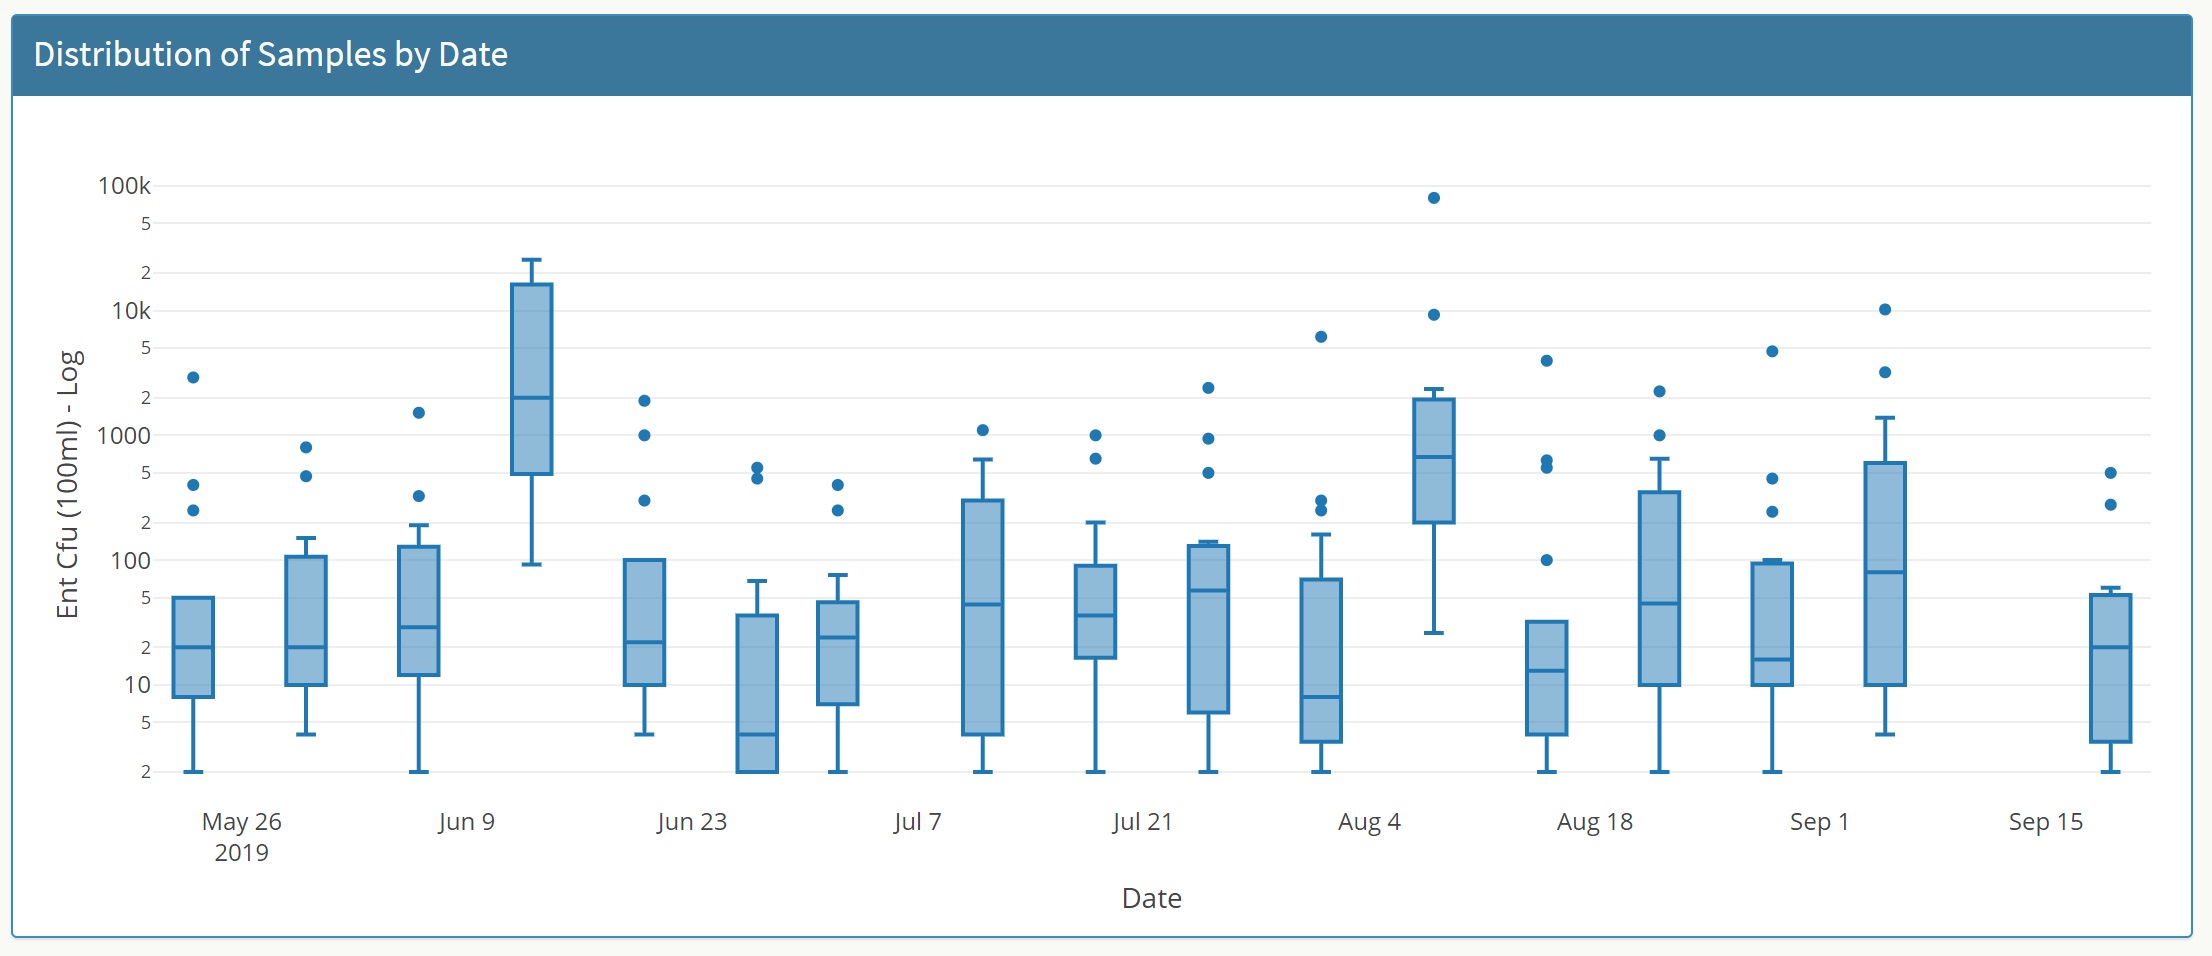 Distribution of Samples by Date
100k
5
2
10k
5
2
1000
5
2
100
5
2
10
5
2
Ent Cfu (100ml) - Log
May 26 Jun 9 Jun 23 Jul 7 Jul 21 Aug 4 Aug 18 Sep 1 Sep 15
2019
Date